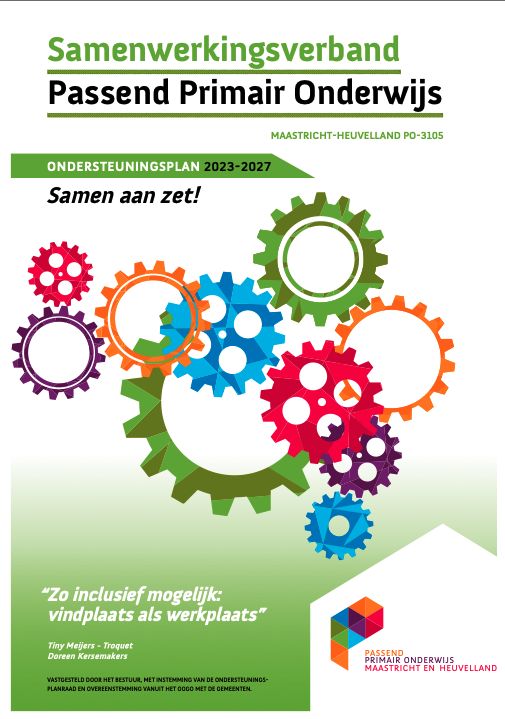 Samenwerkingsverband
Passend Primair Onderwijs
MAASTRICHT-HEUVELLAND PO-3105
ONDERSTEUNINGSPLAN 2023-2027
Samen aan zet!
“Zo inclusief mogelijk:
vindplaats als werkplaats”
Tiny Meijers - Troquet
Doreen Kersemakers
VASTGESTELD DOOR HET BESTUUR, MET INSTEMMING VAN DE ONDERSTEUNINGS-
PLANRAAD EN OVEREENSTEMMING VANUIT HET OOGO MET DE GEMEENTEN.
PASSEND
PRIMAIR ONDERWIJS
MAASTRICHT EN HEUVELLAND